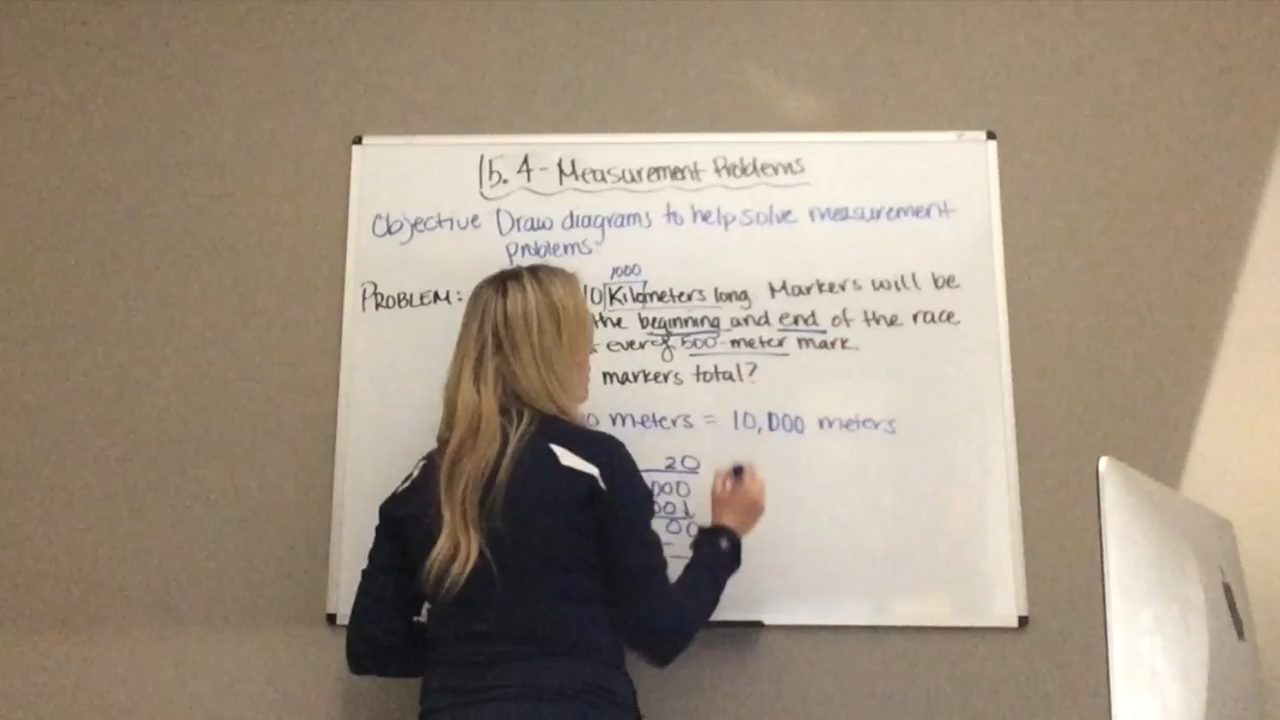 15.4 - Measurement Problems
Objective Draw diagrams to help solve measurement
problems
1000
PROBLEM: 10 Kilometers long. Markers will be
the beginning and end of the race
every 500-meter mark.
markers total?
meters = 10,000 meters
20
000
00